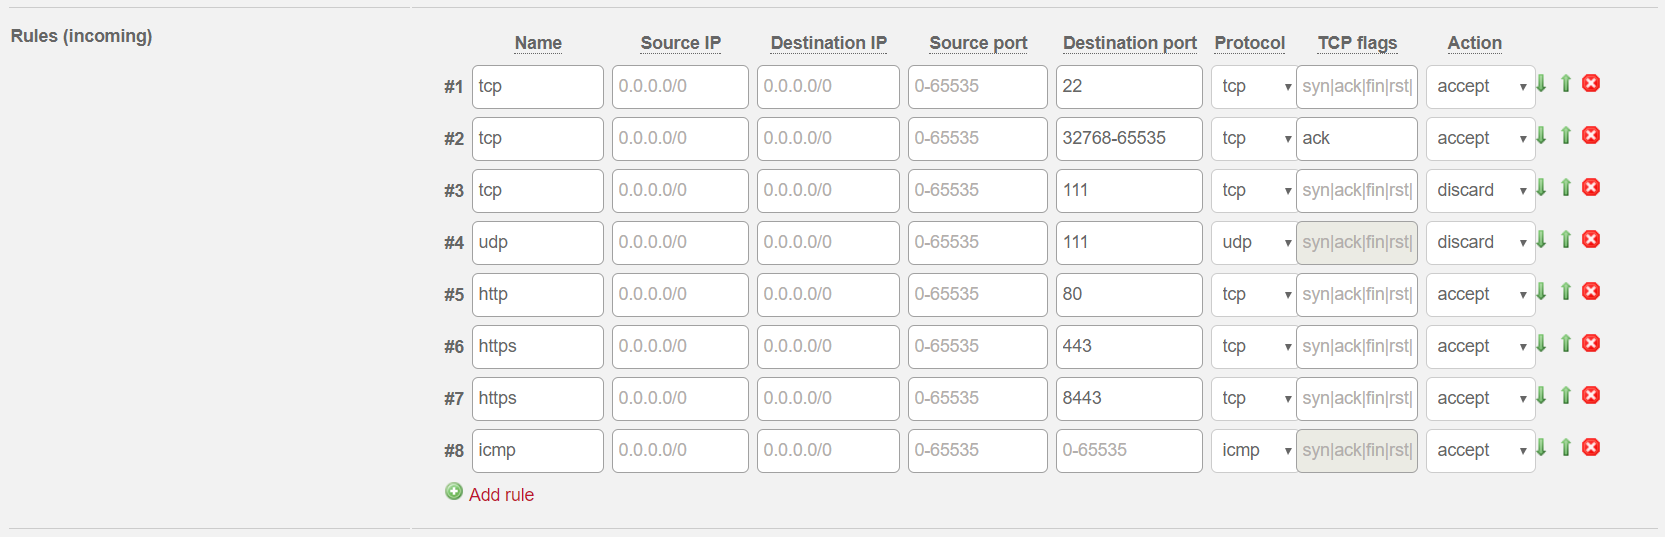 Rules (incoming)
Name Source IP Destination IP Source port Destination port Protocol TCP flags Action
#1 tcp 0.0.0.0/0 0.0.0.0/0 0-65535 22 tcp syn|ack|fin|rst| accept
#2 tcp 0.0.0.0/0 0.0.0.0/0 0-65535 32768-65535 tcp ack accept
#3 tcp 0.0.0.0/0 0.0.0.0/0 0-65535 111 tcp syn|ack|fin|rst| discard
#4 udp 0.0.0.0/0 0.0.0.0/0 0-65535 111 udp syn|ack|fin|rst| discard
#5 http 0.0.0.0/0 0.0.0.0/0 0-65535 80 tcp syn|ack|fin|rst| accept
#6 https 0.0.0.0/0 0.0.0.0/0 0-65535 443 tcp syn|ack|fin|rst| accept
#7 https 0.0.0.0/0 0.0.0.0/0 0-65535 8443 tcp syn|ack|fin|rst| accept
#8 icmp 0.0.0.0/0 0.0.0.0/0 0-65535 0-65535 icmp syn|ack|fin|rst| accept
Add rule